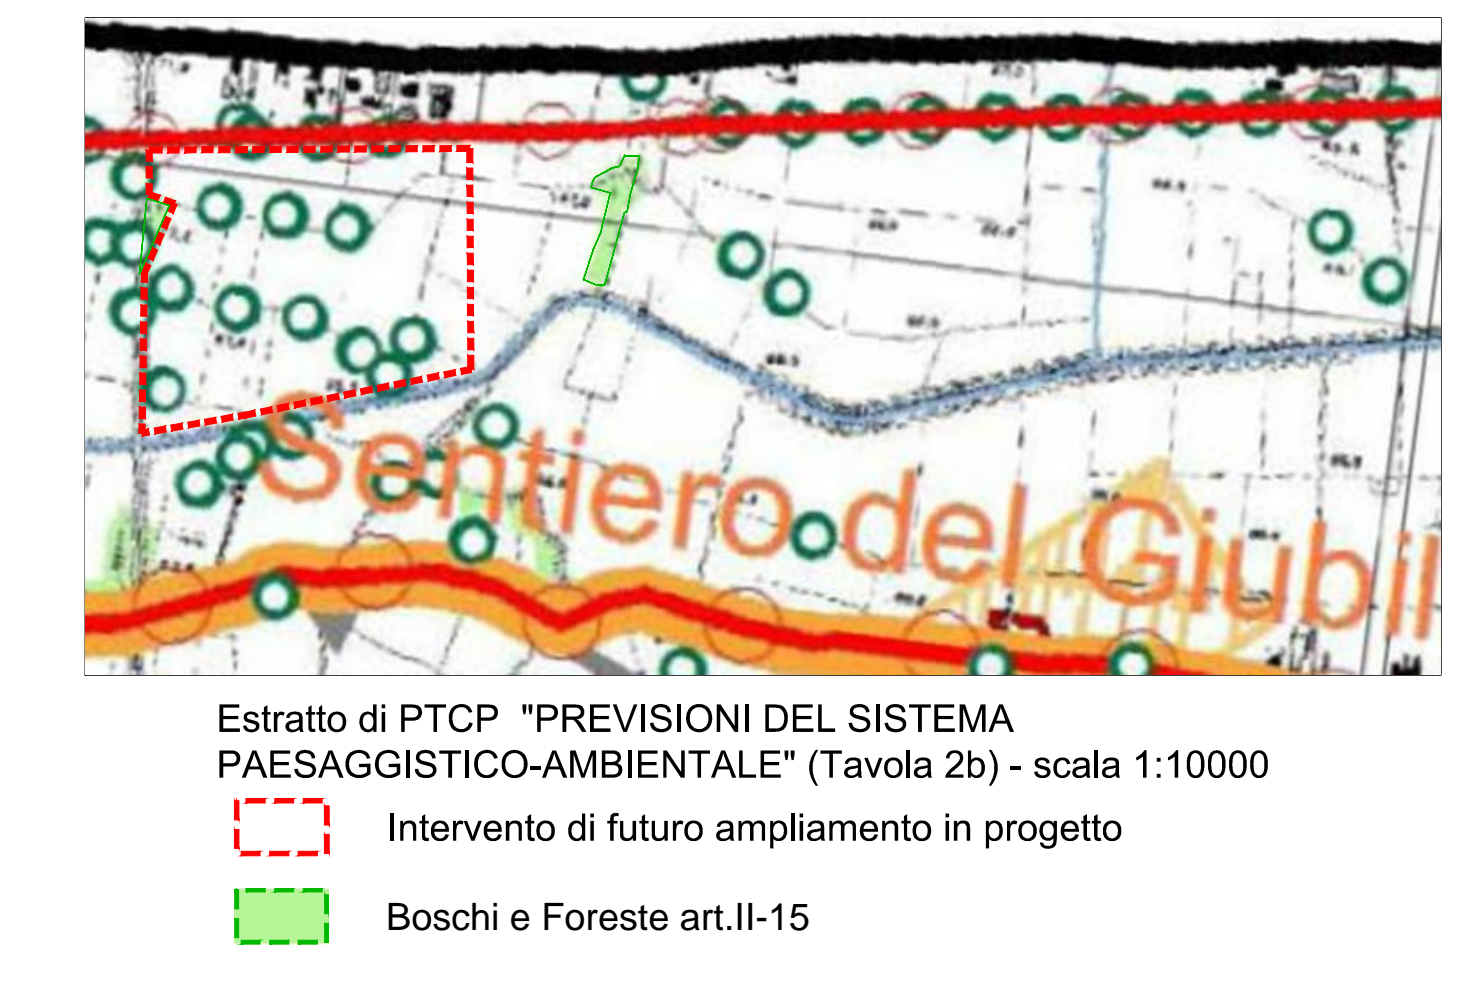 Sentiero del Giubil
Estratto di PTCP "PREVISIONI DEL SISTEMA
PAESAGGISTICO-AMBIENTALE" (Tavola 2b) - scala 1:10000
Intervento di futuro ampliamento in progetto
Boschi e Foreste art.II-15